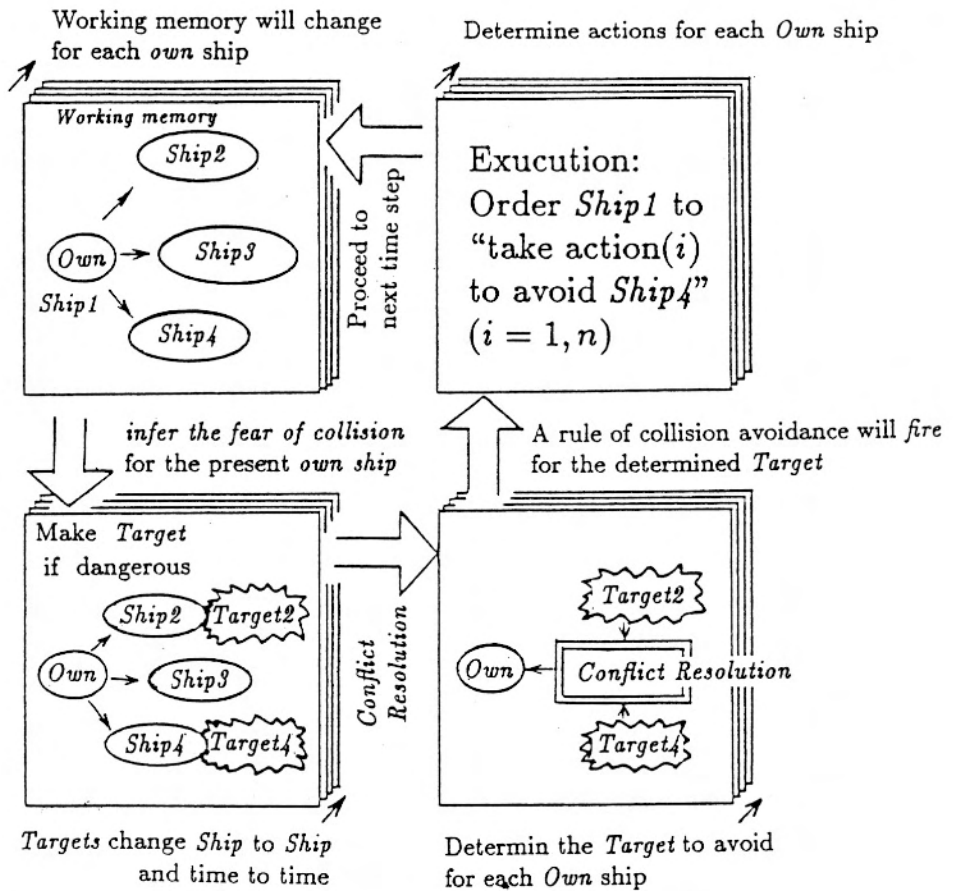 Working memory will change
for each own ship
Determine actions for each Own ship
Working memory
Ship2
Own
Ship3
Ship1
Ship4
Proceed to
next time step
Exucution:
Order Ship1 to
“take action(i)
to avoid Ship4”
(i = 1, n)
infer the fear of collision
for the present own ship
A rule of collision avoidance will fire
for the determined Target
Make Target
if dangerous
Ship2
Target2
Own
Ship3
Ship4
Target4
Conflict
Resolution
Target2
Own
Conflict Resolution
Target4
Targets change Ship to Ship
and time to time
Determin the Target to avoid
for each Own ship